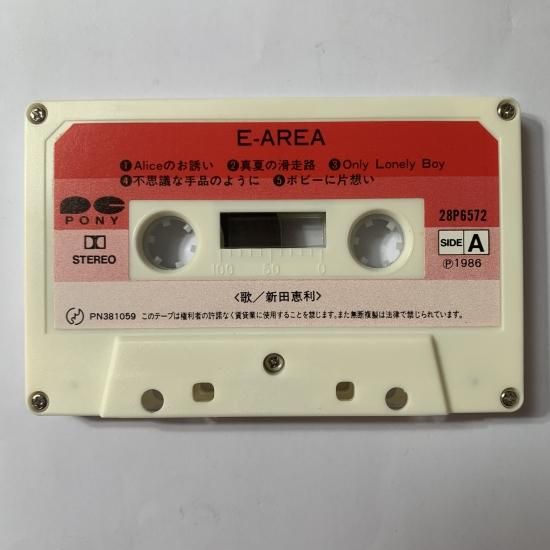 E-AREA
❶Aliceのお誘い ❷真夏の滑走路 ❸Only Lonely Boy
❹不思議な手品のように ❺ボビーに片想い
PONY
28P6572
STEREO
SIDE A
Ⓟ1986
100 50 0
〈歌／新田恵利〉
PN381059 このテープは権利者の許諾なく賃貸業に使用することを禁じます。また無断複製は法律で禁じられています。